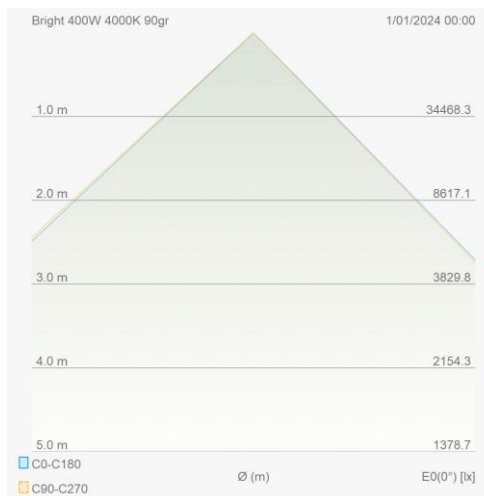 Bright 400W 4000K 90gr 1/01/2024 00:00
1.0 m 34468.3
2.0 m 8617.1
3.0 m 3829.8
4.0 m 2154.3
5.0 m 1378.7
C0-C180
Ø (m) E0(0°) [lx]
C90-C270